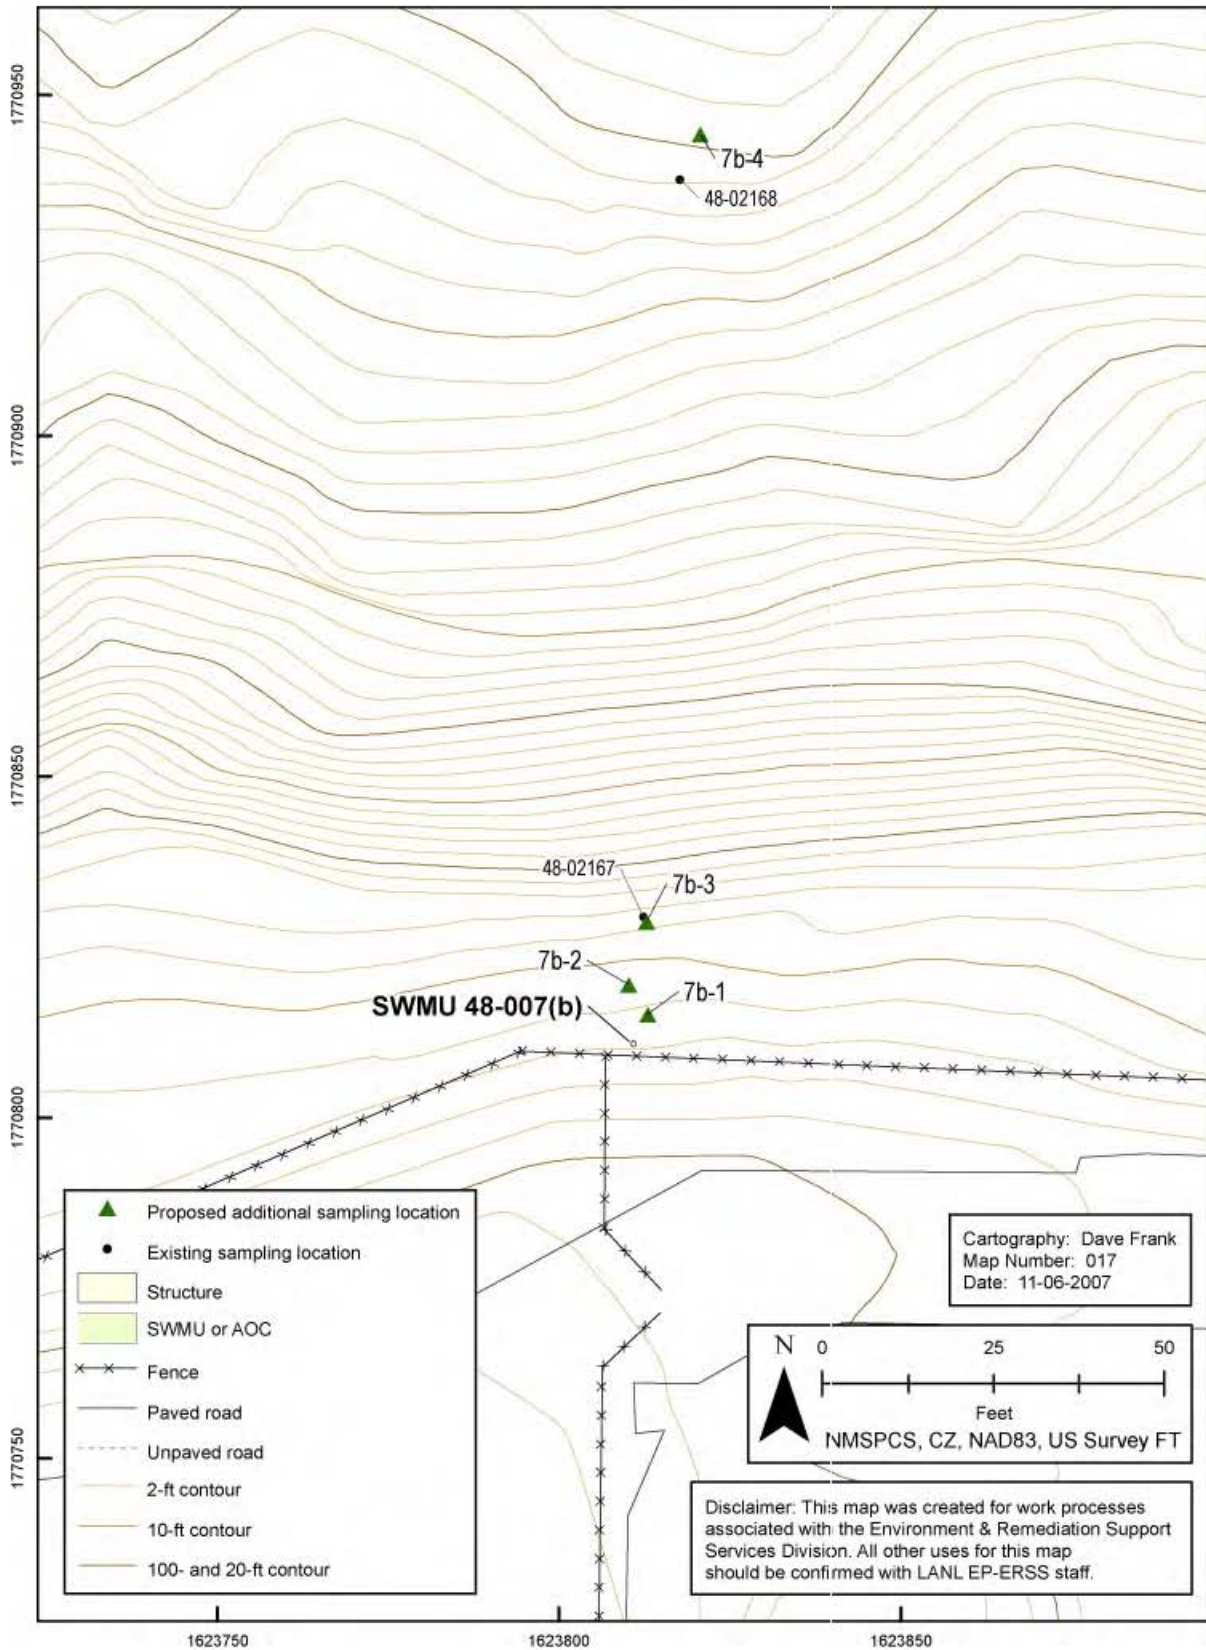 1770950
7b-4
48-02168
1770900
1770850
48-02167
7b-3
7b-2
SWMU 48-007(b)
7b-1
1770800
Proposed additional sampling location
Existing sampling location
Structure
SWMU or AOC
Fence
Paved road
Unpaved road
2-ft contour
10-ft contour
100- and 20-ft contour
Cartography: Dave Frank
Map Number: 017
Date: 11-06-2007
N 0 25 50
Feet
NMSPCS, CZ, NAD83, US Survey FT
1770750
Disclaimer: This map was created for work processes
associated with the Environment & Remediation Support
Services Division. All other uses for this map
should be confirmed with LANL EP-ERSS staff.
1623750 1623800 1623850